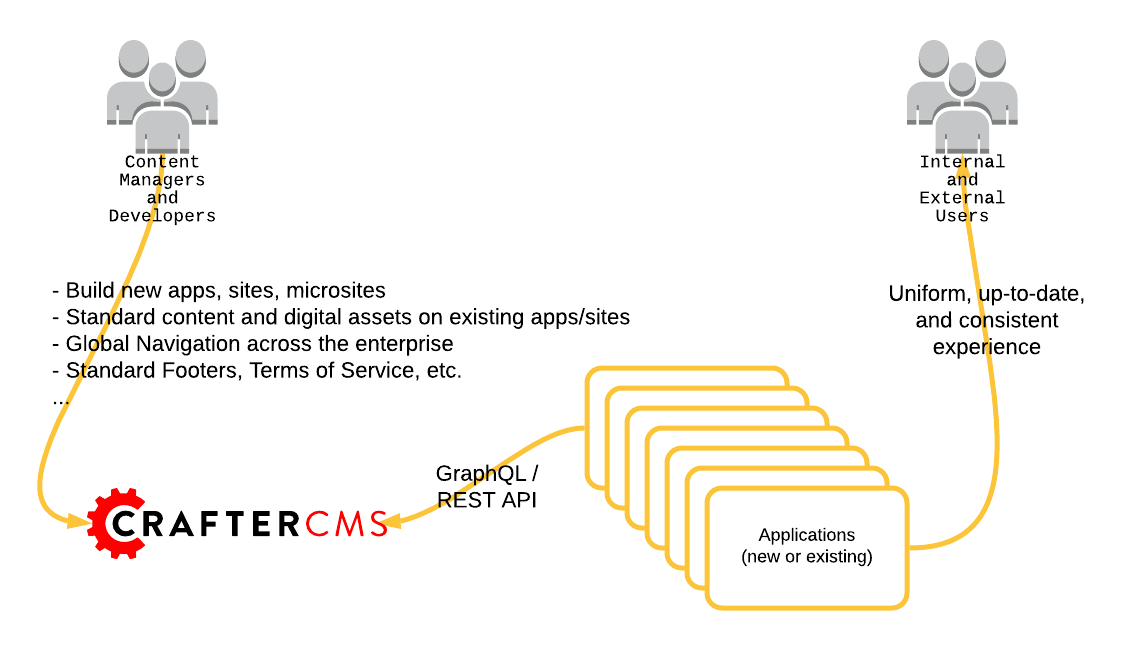 Content
Managers
and
Developers
Internal
and
External
Users
- Build new apps, sites, microsites
- Standard content and digital assets on existing apps/sites
- Global Navigation across the enterprise
- Standard Footers, Terms of Service, etc.
...
Uniform, up-to-date,
and consistent
experience
GraphQL /
REST API
CRAFTERCMS
Applications
(new or existing)